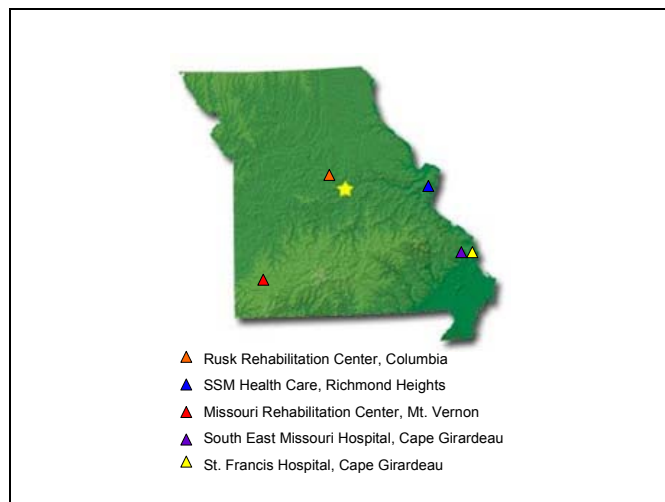 Rusk Rehabilitation Center, Columbia
SSM Health Care, Richmond Heights
Missouri Rehabilitation Center, Mt. Vernon
South East Missouri Hospital, Cape Girardeau
St. Francis Hospital, Cape Girardeau